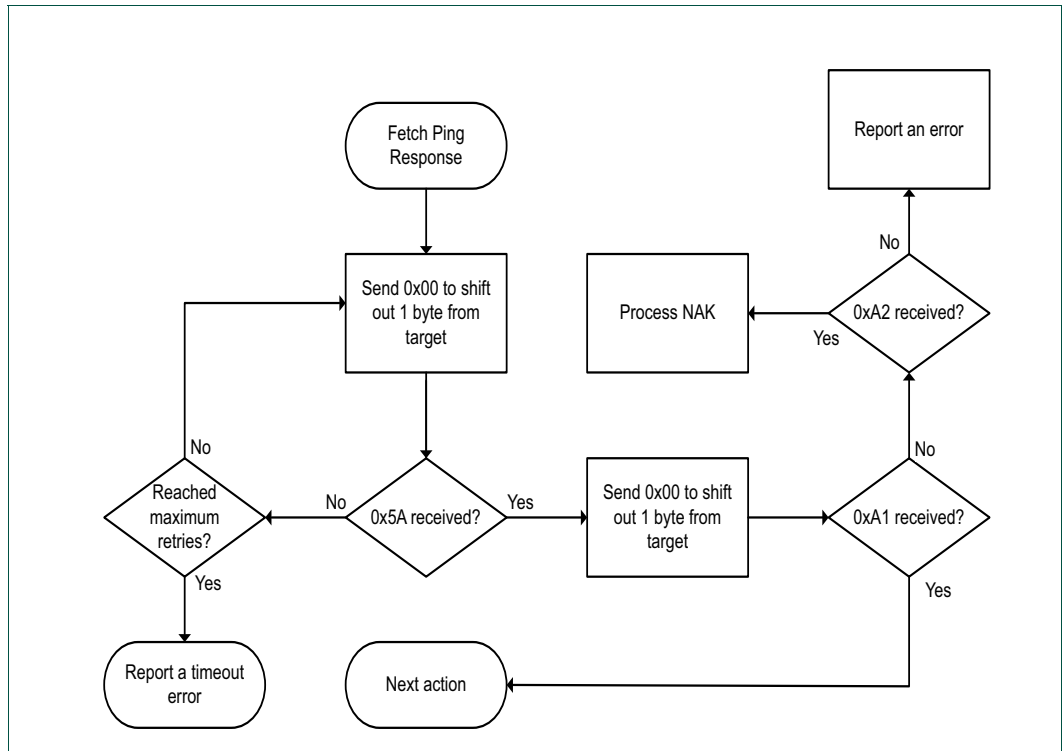 Fetch Ping
Response
Report an error
Send 0x00 to shift
out 1 byte from
target
Process NAK
0xA2 received?
No
Yes
No
Reached
maximum
retries?
No
Yes
0x5A received?
Yes
Send 0x00 to shift
out 1 byte from
target
0xA1 received?
No
Yes
Report a timeout
error
Next action